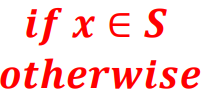 if x ∈ S
otherwise